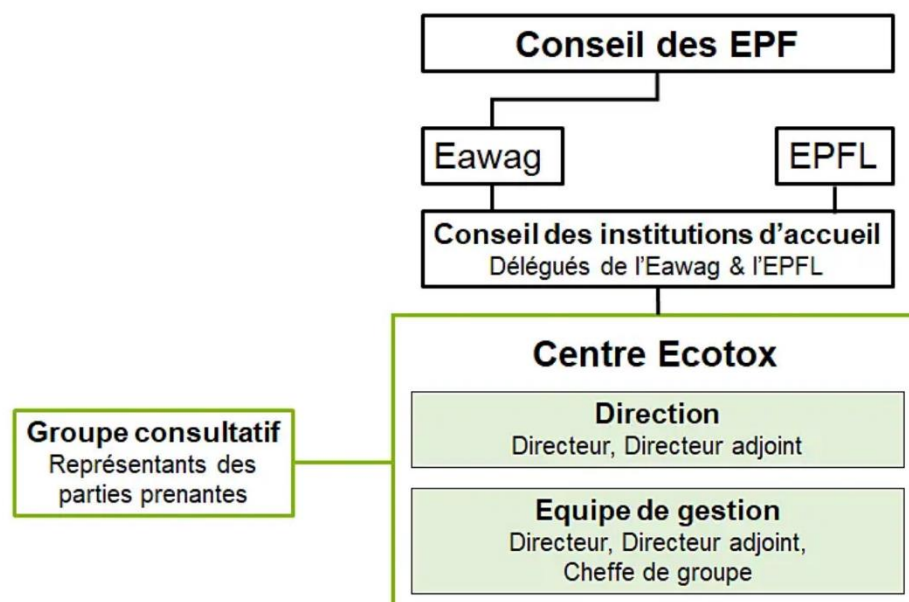 Conseil des EPF
Eawag
EPFL
Conseil des institutions d'accueil
Délégués de l'Eawag & l'EPFL
Centre Ecotox
Direction
Directeur, Directeur adjoint
Groupe consultatif
Représentants des
parties prenantes
Equipe de gestion
Directeur, Directeur adjoint,
Cheffe de groupe